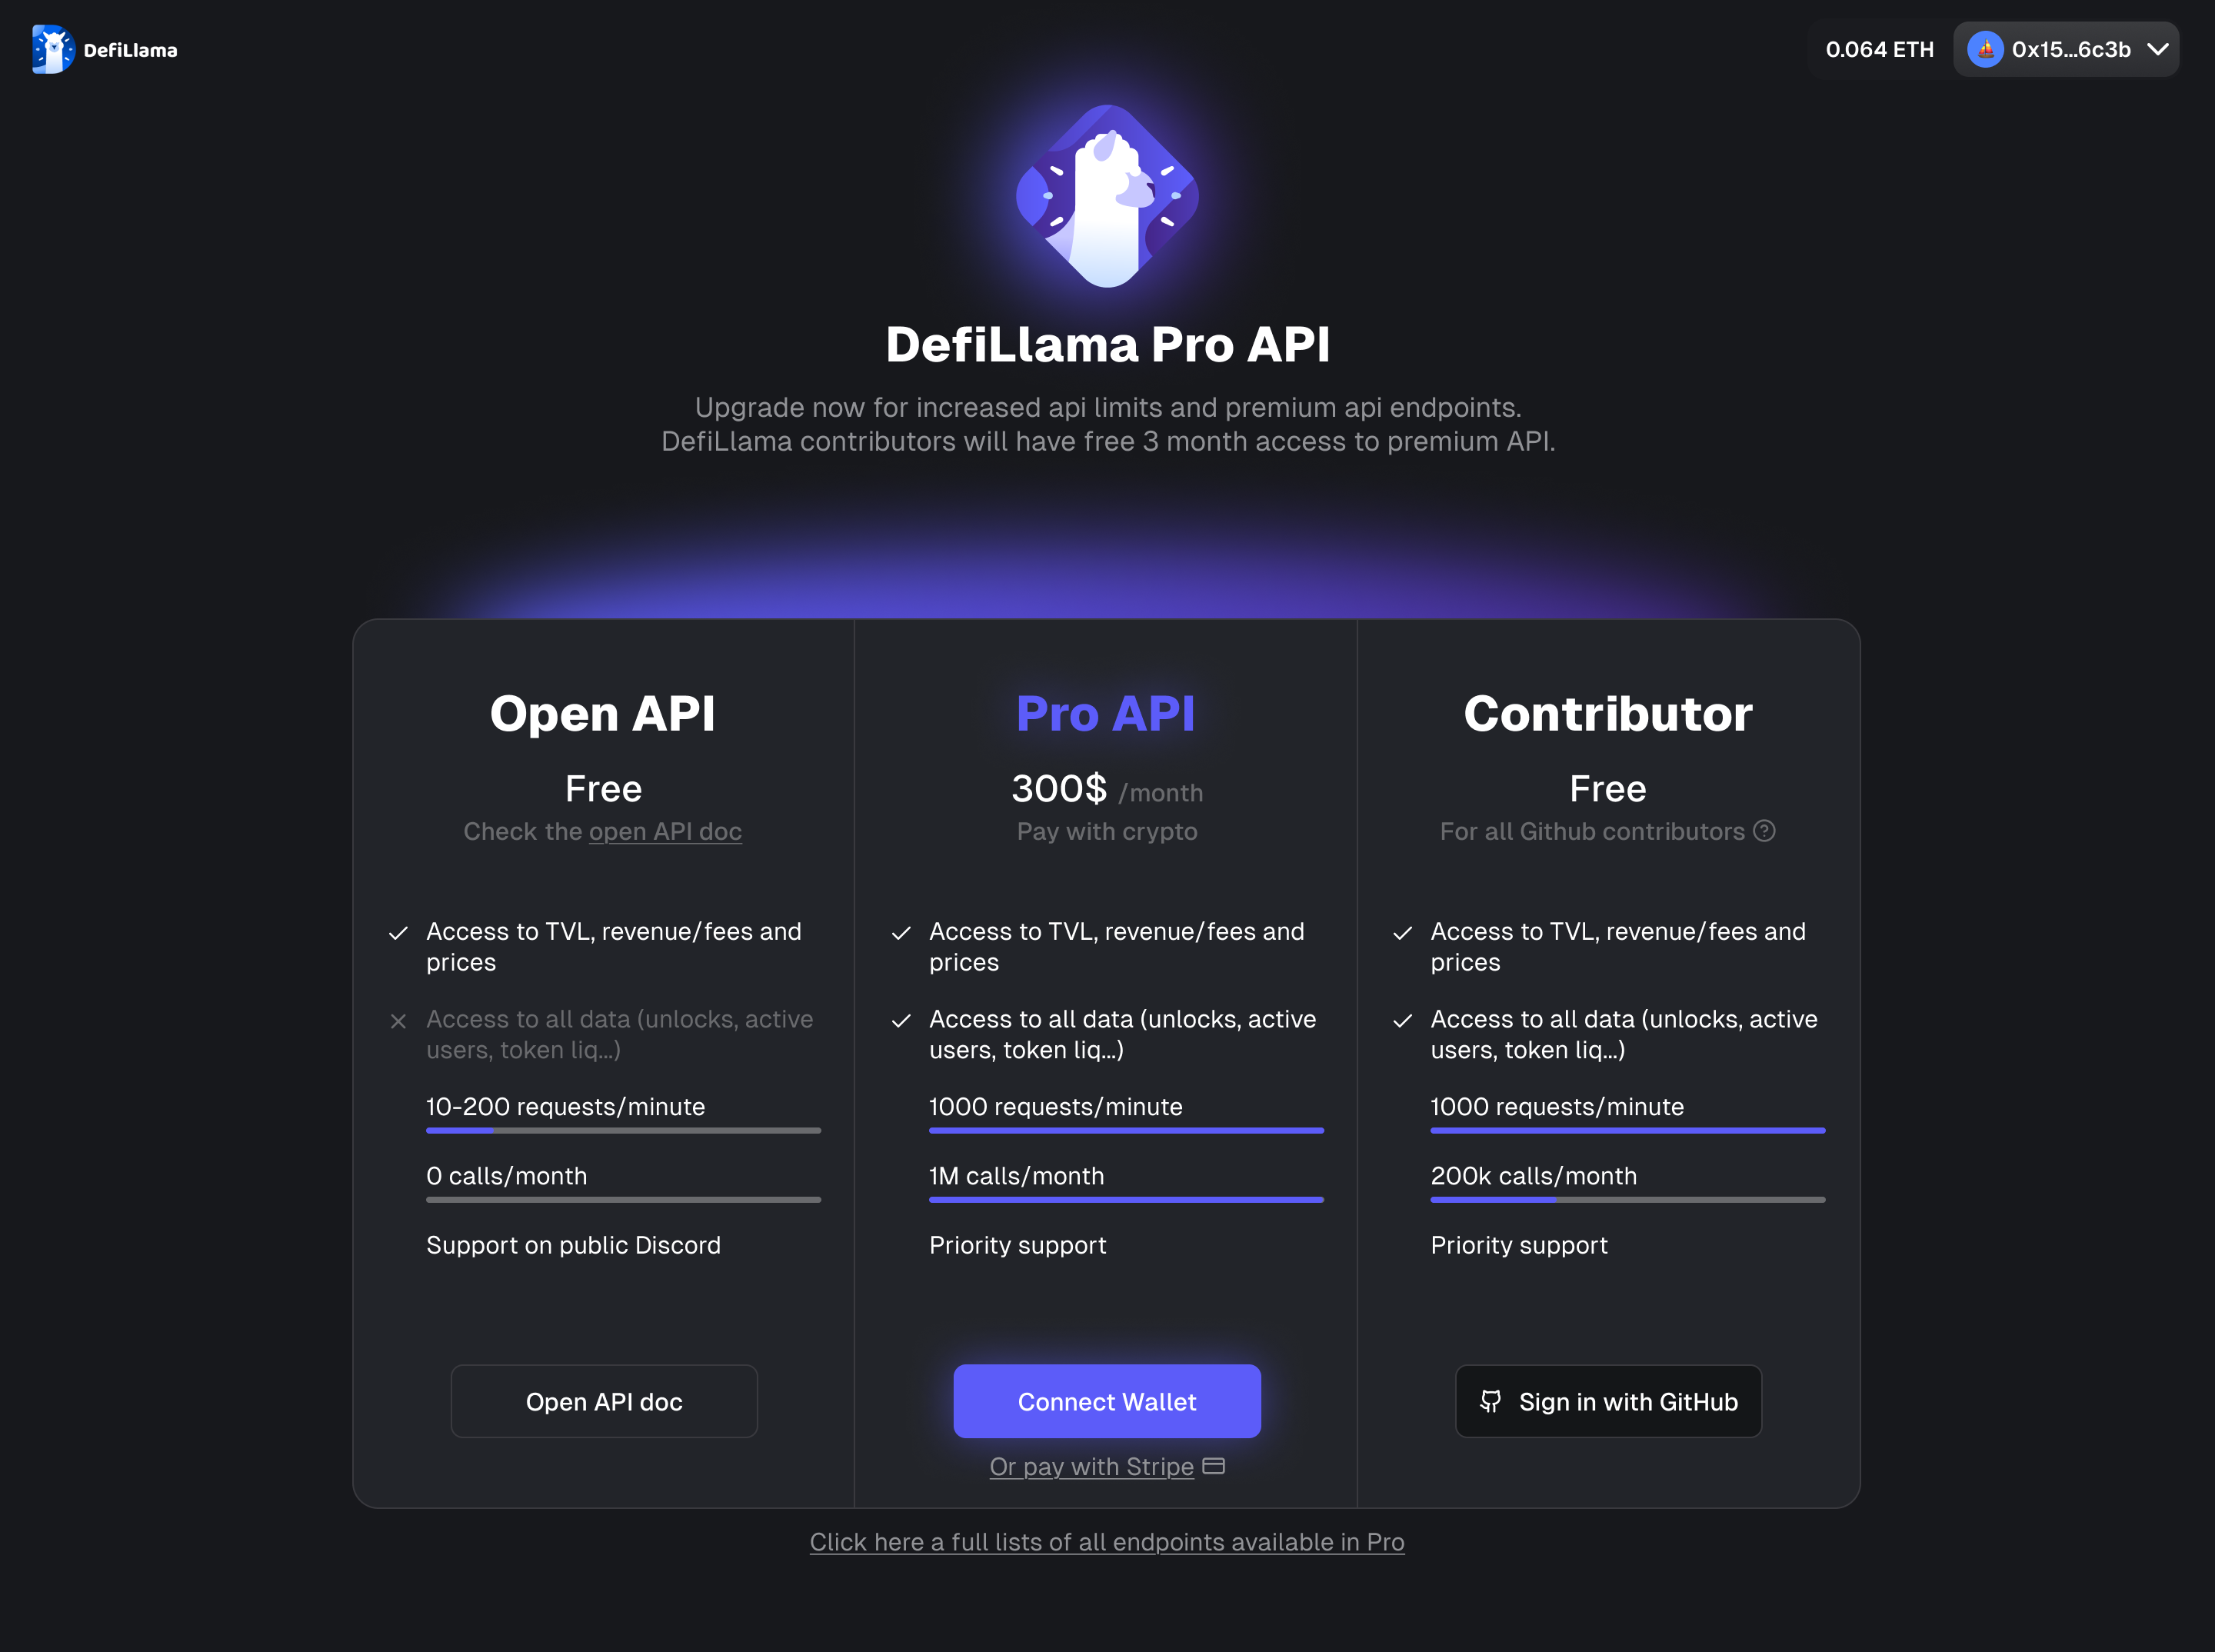 DefiLlama
0.064 ETH
0x15...6c3b
DefiLlama Pro API
Upgrade now for increased api limits and premium api endpoints.
DefiLlama contributors will have free 3 month access to premium API.
Open API
Free
Check the open API doc
Access to TVL, revenue/fees and
prices
Access to all data (unlocks, active
users, token liq...)
10-200 requests/minute
0 calls/month
Support on public Discord
Open API doc
Pro API
300$ /month
Pay with crypto
Access to TVL, revenue/fees and
prices
Access to all data (unlocks, active
users, token liq...)
1000 requests/minute
1M calls/month
Priority support
Connect Wallet
Or pay with Stripe
Contributor
Free
For all Github contributors
Access to TVL, revenue/fees and
prices
Access to all data (unlocks, active
users, token liq...)
1000 requests/minute
200k calls/month
Priority support
Sign in with GitHub
Click here a full lists of all endpoints available in Pro